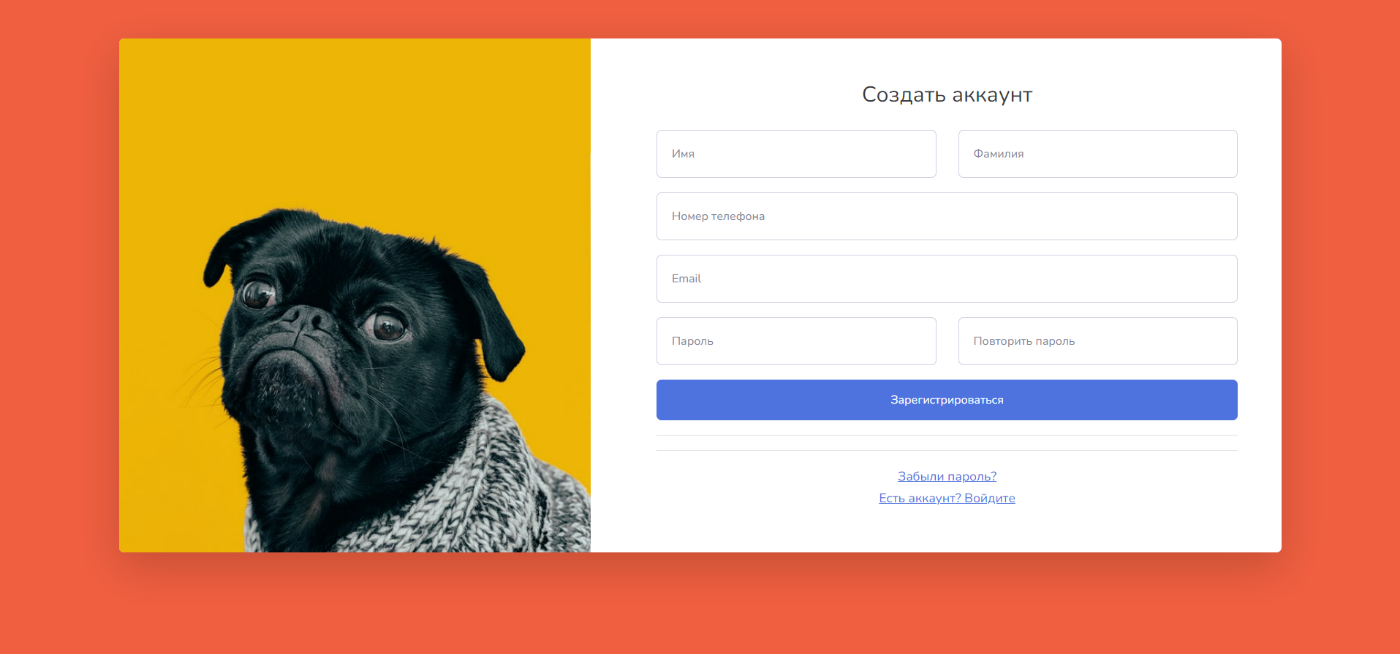 Создать аккаунт
Имя
Фамилия
Номер телефона
Email
Пароль
Повторить пароль
Зарегистрироваться
Забыли пароль?
Есть аккаунт? Войдите